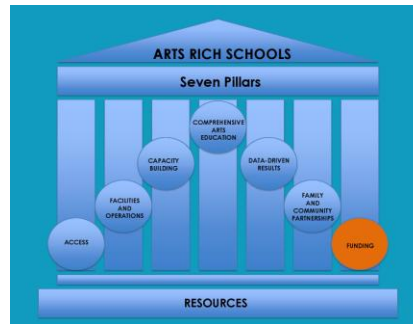 ARTS RICH SCHOOLS
Seven Pillars
COMPREHENSIVE
ARTS
EDUCATION
CAPACITY
BUILDING
DATA-DRIVEN
RESULTS
FACILITIES
AND
OPERATIONS
FAMILY
AND
COMMUNITY
PARTNERSHIPS
ACCESS
FUNDING
RESOURCES